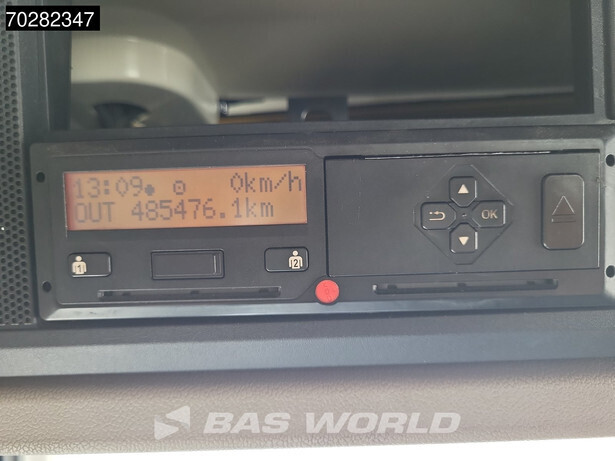 70282347
13:09 0km/h
OUT 485476.1km
1
OK
2
BAS WORLD